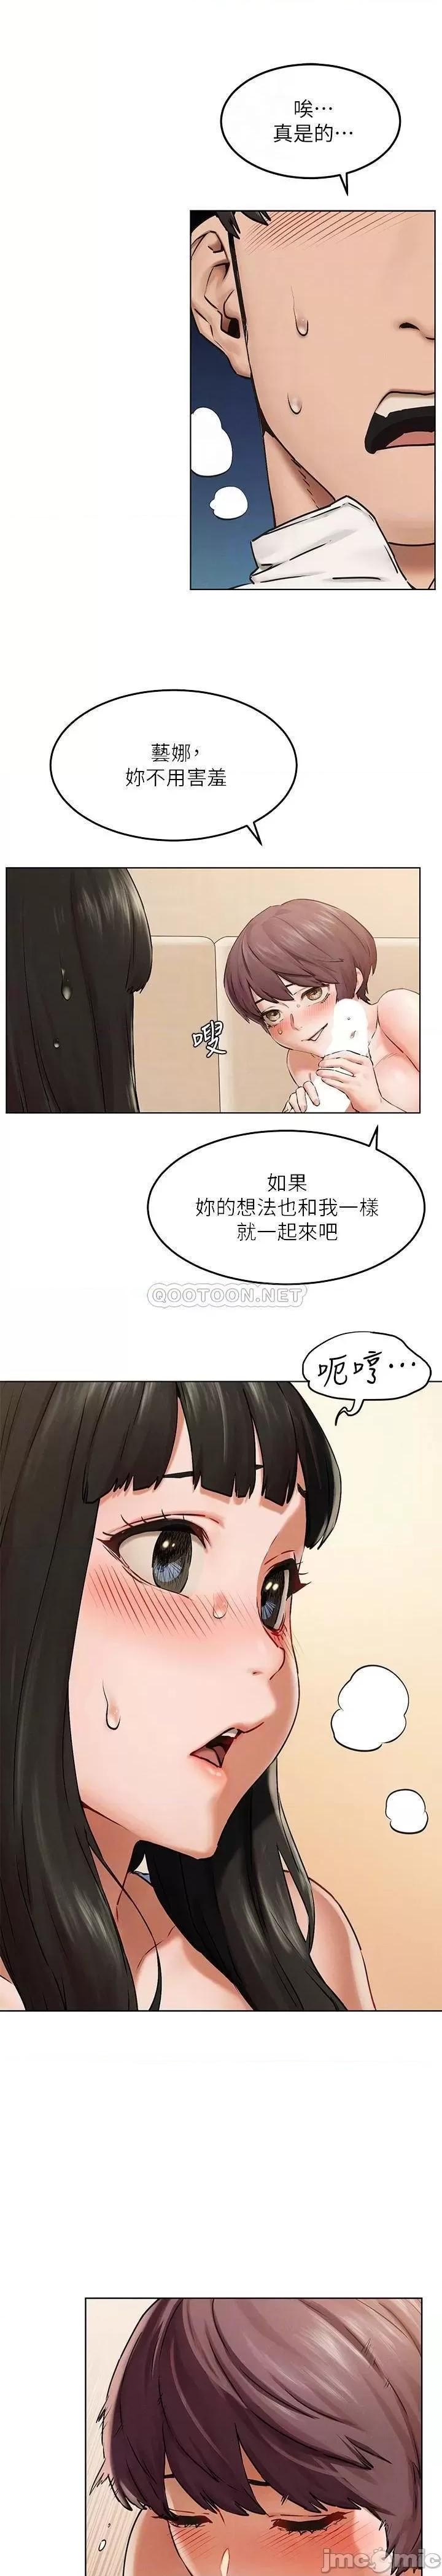 唉…
真是的…
藝娜，
妳不用害羞
嗖
如果
妳的想法也和我一樣
就一起來吧
QOOTOON.NET
呃哼…
jmcomic